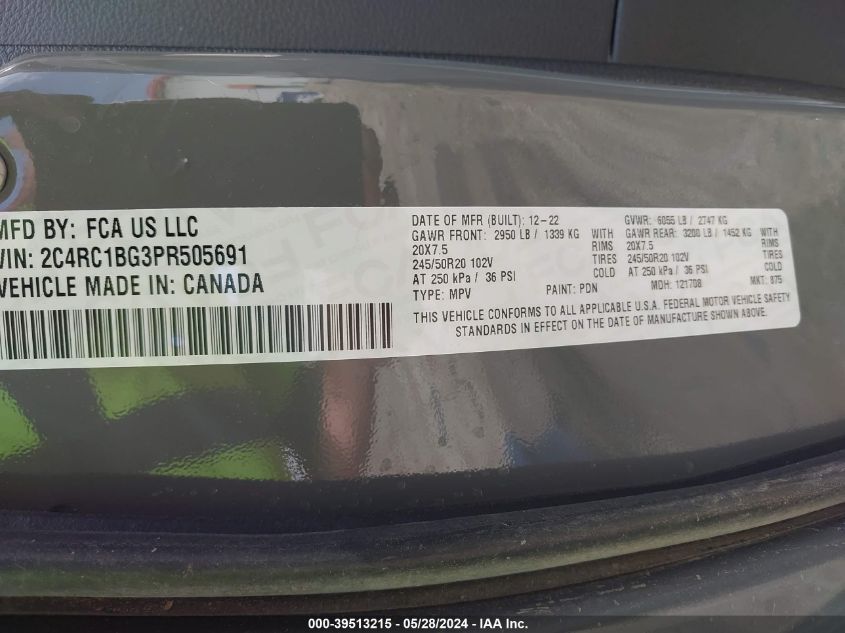 MFD BY: FCA US LLC
VIN: 2C4RC1BG3PR505691
VEHICLE MADE IN: CANADA
DATE OF MFR (BUILT): 12-22 GVWR: 6055 LB / 2747 KG
GAWR FRONT: 2950 LB / 1339 KG WITH GAWR REAR: 3200 LB / 1452 KG WITH
20X7.5 RIMS 20X7.5 RIMS
245/50R20 102V TIRES 245/50R20 102V TIRES
AT 250 kPa / 36 PSI COLD AT 250 kPa / 36 PSI COLD
TYPE: MPV PAINT: PDN MDH: 121708 MKT: 875
THIS VEHICLE CONFORMS TO ALL APPLICABLE U.S.A. FEDERAL MOTOR VEHICLE SAFETY
STANDARDS IN EFFECT ON THE DATE OF MANUFACTURE SHOWN ABOVE.
000-39513215 - 05/28/2024 - IAA Inc.